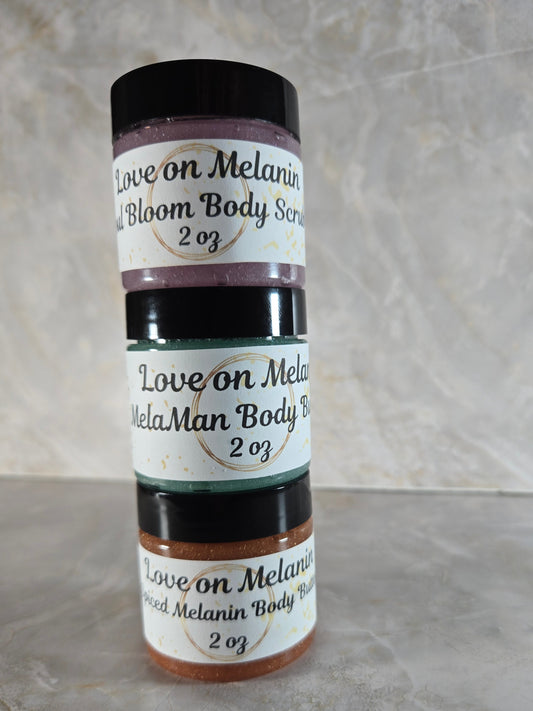 Love on Melanin
Bloom Body
2 oz
Love on
MelaMan Body
2 oz
Love on Melanin
Melanin Body
2 oz